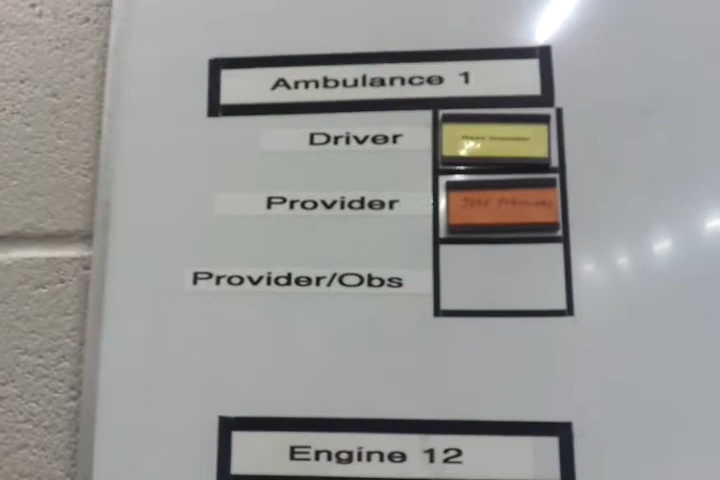 Ambulance 1
Driver
Provider
Provider/Obs
Engine 12